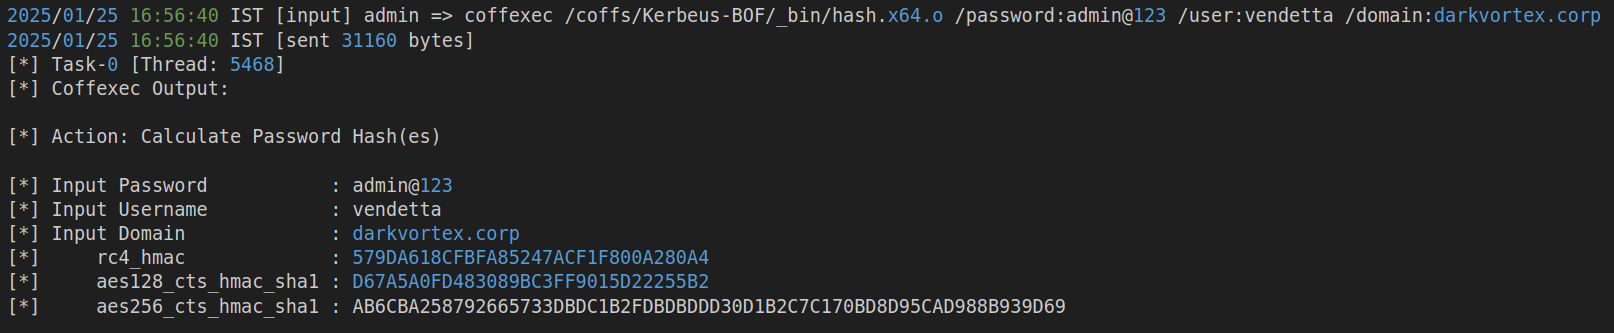 2025/01/25 16:56:40 IST [input] admin => coffexec /coffs/Kerbeus-BOF/_bin/hash.x64.o /password:admin@123 /user:vendetta /domain:darkvortex.corp
2025/01/25 16:56:40 IST [sent 31160 bytes]
[*] Task-0 [Thread: 5468]
[*] Coffexec Output:
[*] Action: Calculate Password Hash(es)
[*] Input Password           : admin@123
[*] Input Username           : vendetta
[*] Input Domain             : darkvortex.corp
[*]     rc4_hmac             : 579DA618CFBFA85247ACF1F800A280A4
[*]     aes128_cts_hmac_sha1 : D67A5A0FD483089BC3FF9015D22255B2
[*]     aes256_cts_hmac_sha1 : AB6CBA258792665733DBDC1B2FDBDBDDD30D1B2C7C170BD8D95CAD988B939D69